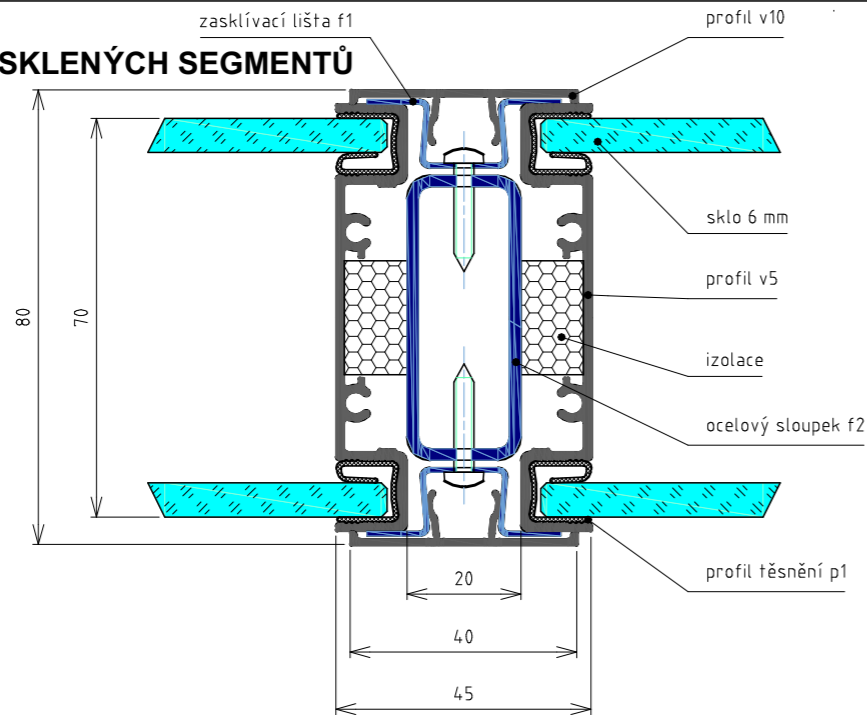 zasklívací lišta f1
profil v10
SKLENÝCH SEGMENTŮ
sklo 6 mm
profil v5
80
70
izolace
ocelový sloupek f2
profil těsnění p1
20
40
45